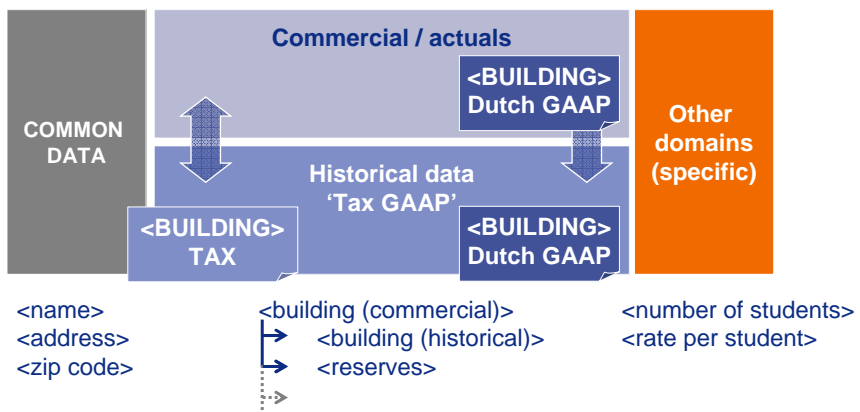 Commercial / actuals
<BUILDING>
Dutch GAAP
COMMON
DATA
Other
domains
(specific)
Historical data
‘Tax GAAP’
<BUILDING>
TAX
<BUILDING>
Dutch GAAP
<name>
<address>
<zip code>
<building (commercial)>
<building (historical)>
<reserves>
<number of students>
<rate per student>